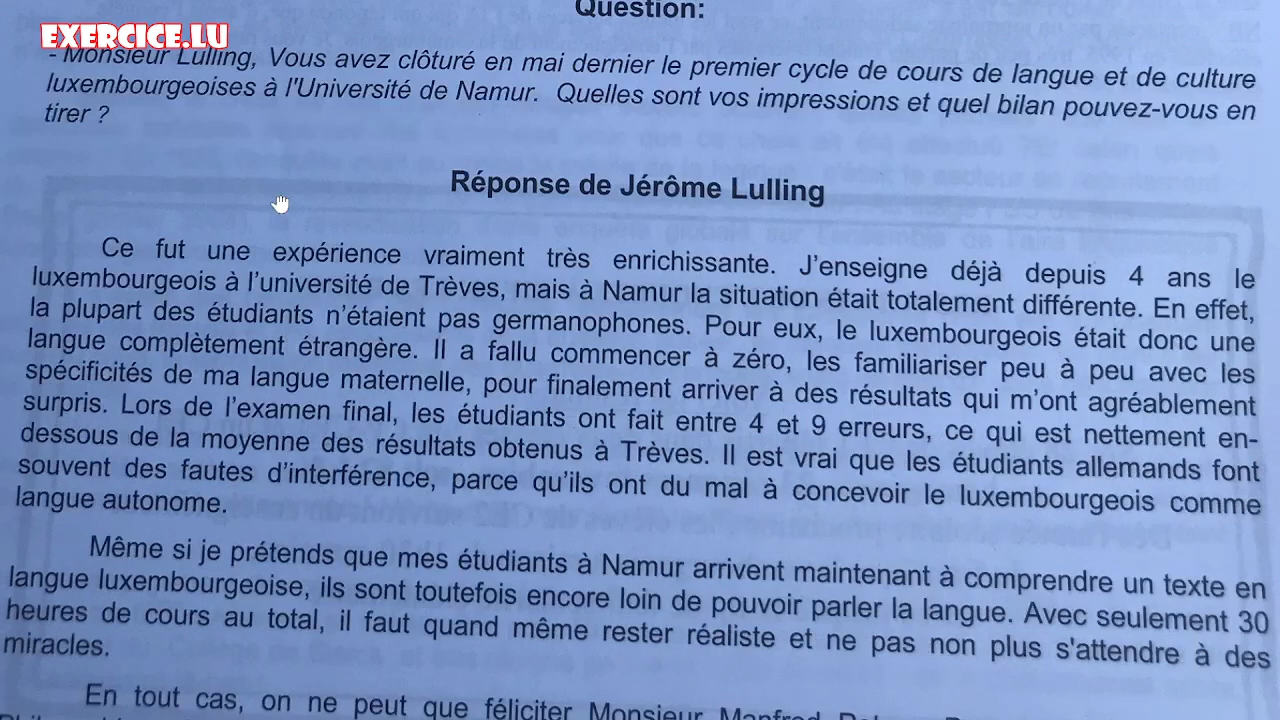 Question:
EXERCICE.LU
- Monsieur Lulling, Vous avez clôturé en mai dernier le premier cycle de cours de langue et de culture
luxembourgeoises à l'Université de Namur. Quelles sont vos impressions et quel bilan pouvez-vous en
tirer ?
Réponse de Jérôme Lulling
Ce fut une expérience vraiment très enrichissante. J’enseigne déjà depuis 4 ans le
luxembourgeois à l’université de Trèves, mais à Namur la situation était totalement différente. En effet,
la plupart des étudiants n’étaient pas germanophones. Pour eux, le luxembourgeois était donc une
langue complètement étrangère. Il a fallu commencer à zéro, les familiariser peu à peu avec les
spécificités de ma langue maternelle, pour finalement arriver à des résultats qui m’ont agréablement
surpris. Lors de l’examen final, les étudiants ont fait entre 4 et 9 erreurs, ce qui est nettement en-
dessous de la moyenne des résultats obtenus à Trèves. Il est vrai que les étudiants allemands font
souvent des fautes d’interférence, parce qu’ils ont du mal à concevoir le luxembourgeois comme
langue autonome.
Même si je prétends que mes étudiants à Namur arrivent maintenant à comprendre un texte en
langue luxembourgeoise, ils sont toutefois encore loin de pouvoir parler la langue. Avec seulement 30
heures de cours au total, il faut quand même rester réaliste et ne pas non plus s'attendre à des
miracles.
En tout cas, on ne peut que féliciter Monsieur Manfred